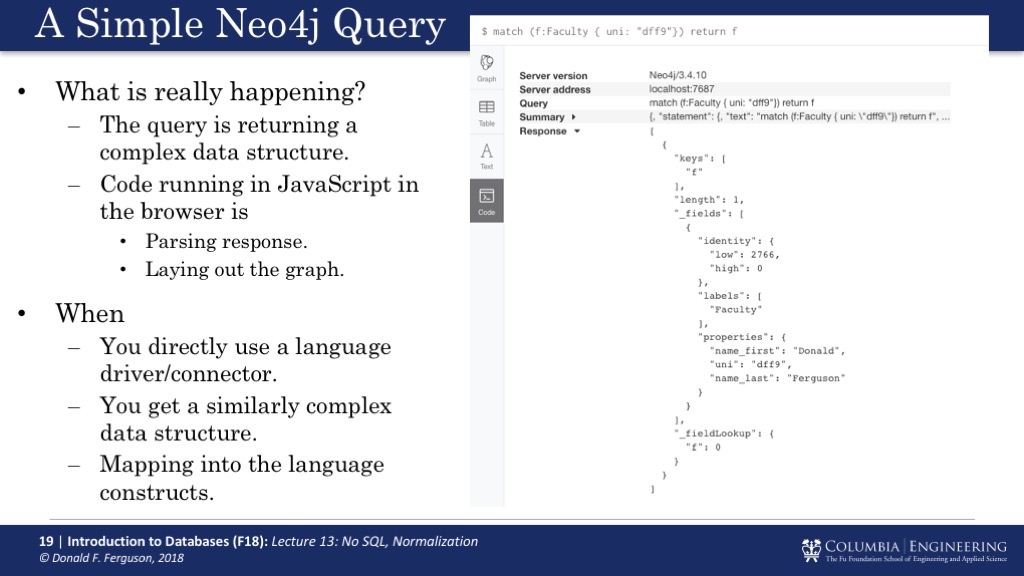 A Simple Neo4j Query
• What is really happening?
– The query is returning a
complex data structure.
– Code running in JavaScript in
the browser is
• Parsing response.
• Laying out the graph.
• When
– You directly use a language
driver/connector.
– You get a similarly complex
data structure.
– Mapping into the language
constructs.
$ match (f:Faculty { uni: "dff9"}) return f
Graph
Table
Text
Code
Server version Neo4j/3.4.10
Server address localhost:7687
Query match (f:Faculty { uni: "dff9"}) return f
Summary {, "statement": {, "text": "match (f:Faculty { uni: \"dff9\"}) return f", ...
Response [
{
"keys": [
"f"
],
"length": 1,
"_fields": [
{
"identity": {
"low": 2766,
"high": 0
},
"labels": [
"Faculty"
],
"properties": {
"name_first": "Donald",
"uni": "dff9",
"name_last": "Ferguson"
}
}
],
"_fieldLookup": {
"f": 0
}
}
]
19 | Introduction to Databases (F18): Lecture 13: No SQL, Normalization
© Donald F. Ferguson, 2018
COLUMBIA | ENGINEERING
The Fu Foundation School of Engineering and Applied Science